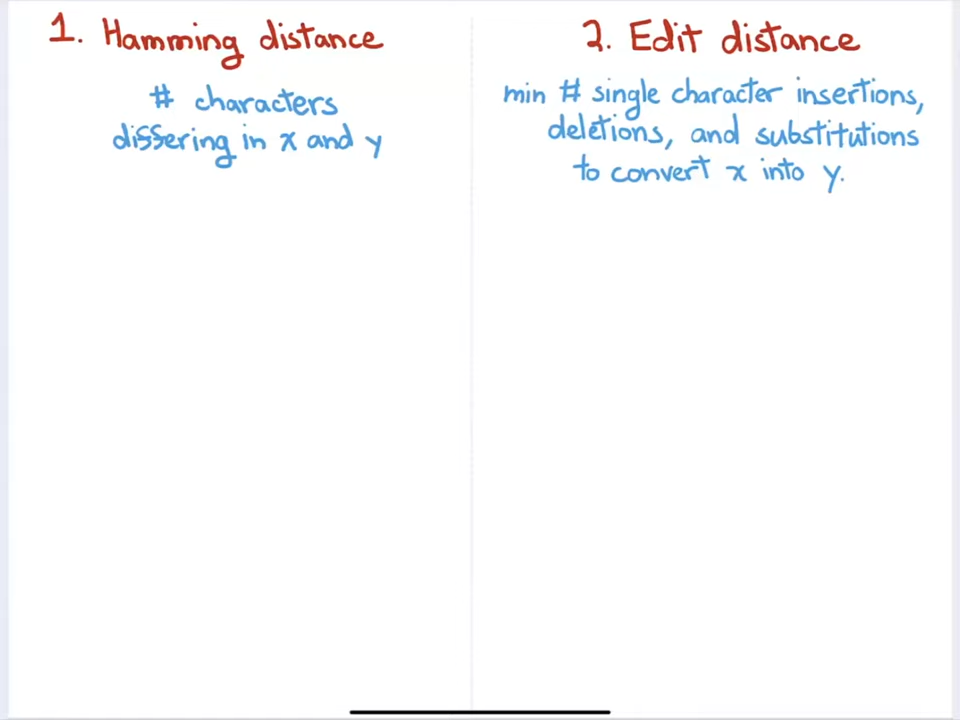 1. Hamming distance
# characters
differing in x and y
2. Edit distance
min # single character insertions,
deletions, and substitutions
to convert x into y.